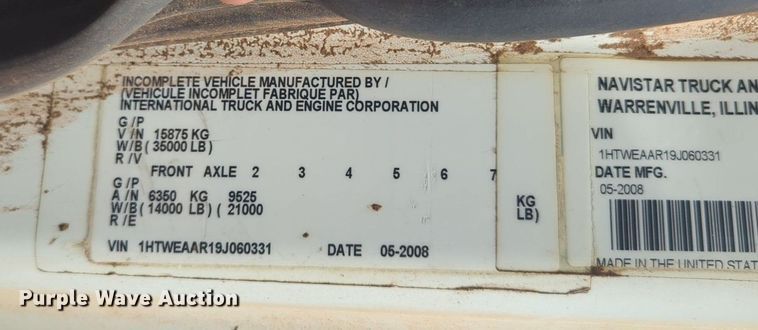 INCOMPLETE VEHICLE MANUFACTURED BY /
(VEHICULE INCOMPLET FABRIQUE PAR)
INTERNATIONAL TRUCK AND ENGINE CORPORATION
G / P
V / N 15875 KG
W/B( 35000 LB)
R / V
FRONT AXLE 2 3 4 5 6 7
G / P
A / N 6350 KG 9525
W/B( 14000 LB) ( 21000
R / E
KG
LB)
VIN 1HTWEAAR19J060331 DATE 05-2008
NAVISTAR TRUCK AN
WARRENVILLE, ILLIN
VIN
1HTWEAAR19J060331
DATE MFG.
05-2008
MADE IN THE UNITED STAT
Purple Wave Auction